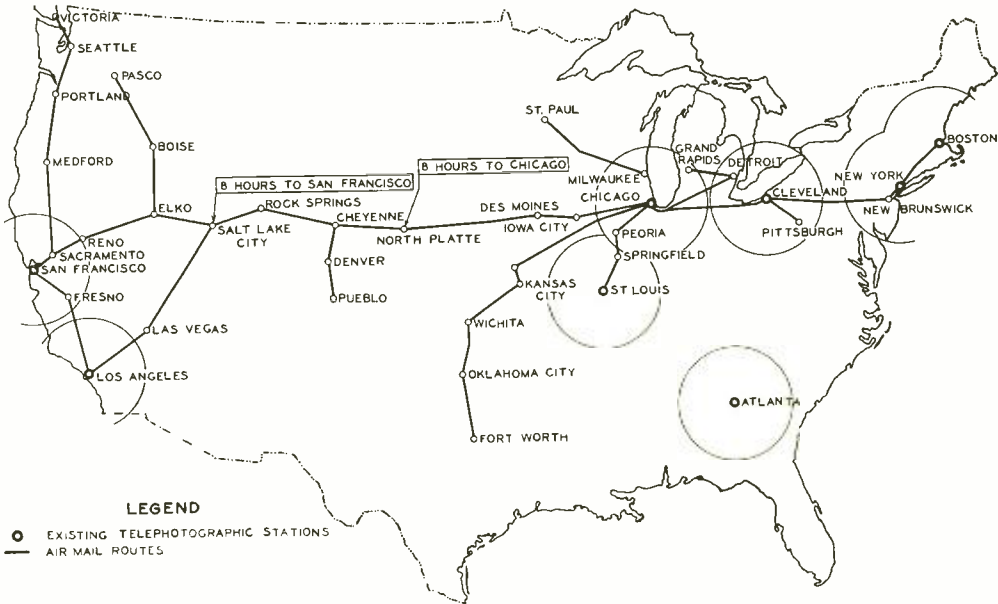 VICTORIA
SEATTLE
PASCO
PORTLAND
ST. PAUL
BOSTON
BOISE
MEDFORD
GRAND
RAPIDS
DETROIT
MILWAUKEE
NEW YORK
8 HOURS TO CHICAGO
8 HOURS TO SAN FRANCISCO
CHICAGO
CLEVELAND
ELKO
ROCK SPRINGS
DES MOINES
NEW BRUNSWICK
CHEYENNE
IOWA CITY
SALT LAKE
CITY
NORTH PLATTE
PEORIA
PITTSBURGH
RENO
SACRAMENTO
SAN FRANCISCO
SPRINGFIELD
DENVER
KANSAS
CITY
ST LOUIS
FRESNO
PUEBLO
LAS VEGAS
WICHITA
LOS ANGELES
OKLAHOMA CITY
ATLANTA
FORT WORTH
LEGEND
EXISTING TELEPHOTOGRAPHIC STATIONS
AIR MAIL ROUTES